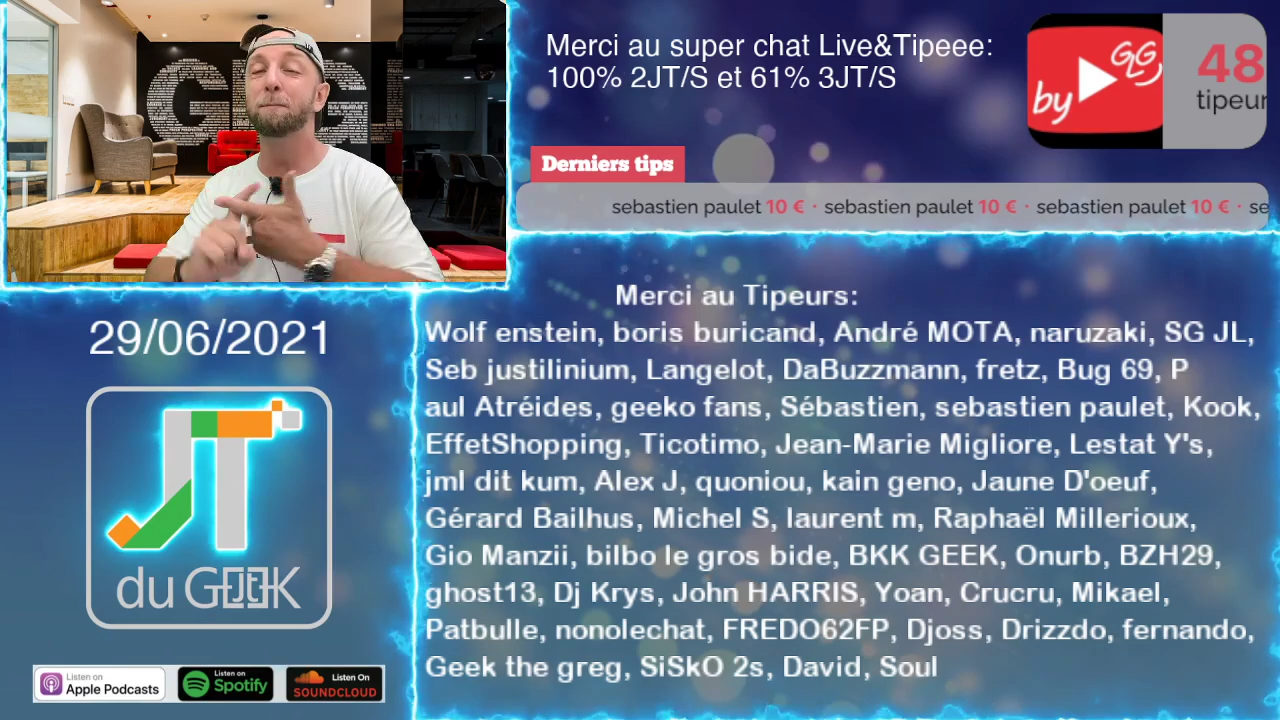 Merci au super chat Live&Tipeee:
100% 2JT/S et 61% 3JT/S
by GLG
48
tipeur
Derniers tips
sebastien paulet 10 € · sebastien paulet 10 € · sebastien paulet 10 € · se
29/06/2021
JT
du GEEK
Listen on
Apple Podcasts
Listen on
Spotify
Listen On
SOUNDCLOUD
Merci au Tipeurs:
Wolf enstein, boris buricand, André MOTA, naruzaki, SG JL,
Seb justilinium, Langelot, DaBuzzmann, fretz, Bug 69, P
aul Atréides, geeko fans, Sébastien, sebastien paulet, Kook,
EffetShopping, Ticotimo, Jean-Marie Migliore, Lestat Y's,
jml dit kum, Alex J, quoniou, kain geno, Jaune D'oeuf,
Gérard Bailhus, Michel S, laurent m, Raphaël Millerioux,
Gio Manzii, bilbo le gros bide, BKK GEEK, Onurb, BZH29,
ghost13, Dj Krys, John HARRIS, Yoan, Crucru, Mikael,
Patbulle, nonolechat, FREDO62FP, Djoss, Drizzdo, fernando,
Geek the greg, SiSkO 2s, David, Soul